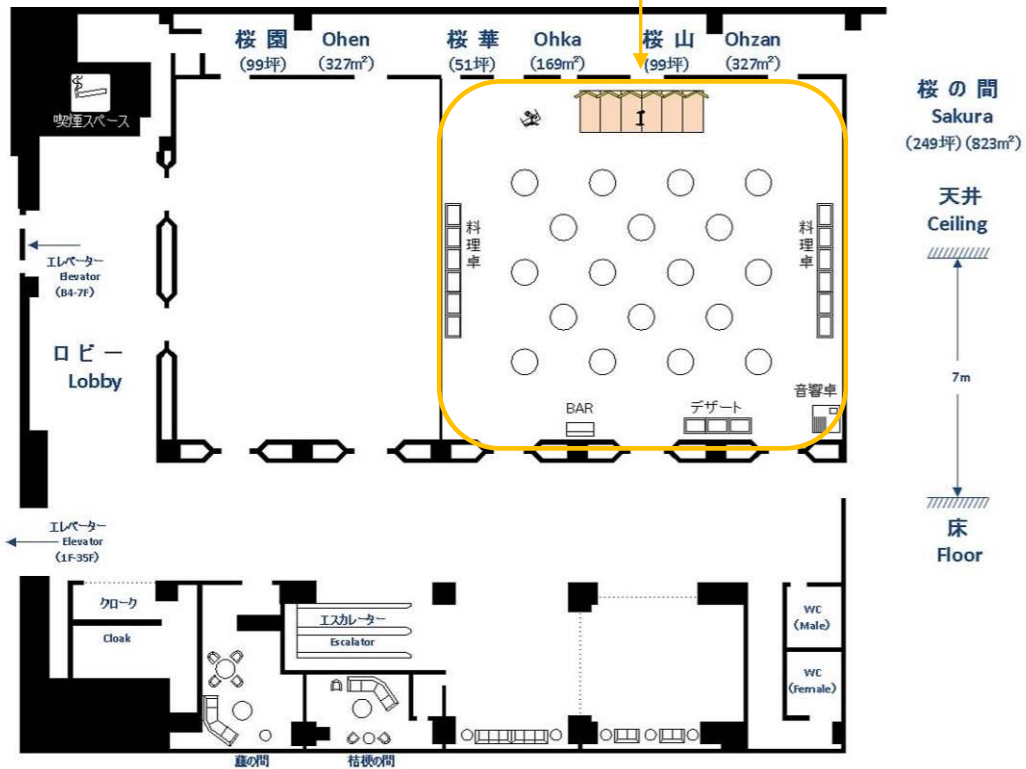 桜園 Ohen
(99坪) (327m²)
桜華 Ohka
(51坪) (169m²)
桜山 Ohzan
(99坪) (327m²)
桜の間
Sakura
(249坪)(823m²)
喫煙スペース
天井
Ceiling
7m
床
Floor
エレベーター
Elevator
(B4-7F)
ロビー
Lobby
料理卓
料理卓
BAR
デザート
音響卓
エレベーター
Elevator
(1F-35F)
クローク
Cloak
エスカレーター
Escalator
WC
(Male)
WC
(Female)
藤の間
桔梗の間